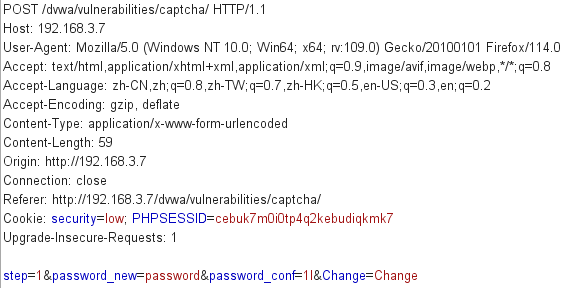 POST /dvwa/vulnerabilities/captcha/ HTTP/1.1
Host: 192.168.3.7
User-Agent: Mozilla/5.0 (Windows NT 10.0; Win64; x64; rv:109.0) Gecko/20100101 Firefox/114.0
Accept: text/html,application/xhtml+xml,application/xml;q=0.9,image/avif,image/webp,*/*;q=0.8
Accept-Language: zh-CN,zh;q=0.8,zh-TW;q=0.7,zh-HK;q=0.5,en-US;q=0.3,en;q=0.2
Accept-Encoding: gzip, deflate
Content-Type: application/x-www-form-urlencoded
Content-Length: 59
Origin: http://192.168.3.7
Connection: close
Referer: http://192.168.3.7/dvwa/vulnerabilities/captcha/
Cookie: security=low; PHPSESSID=cebuk7m0i0tp4q2kebudiqkmk7
Upgrade-Insecure-Requests: 1
step=1&password_new=password&password_conf=1l&Change=Change